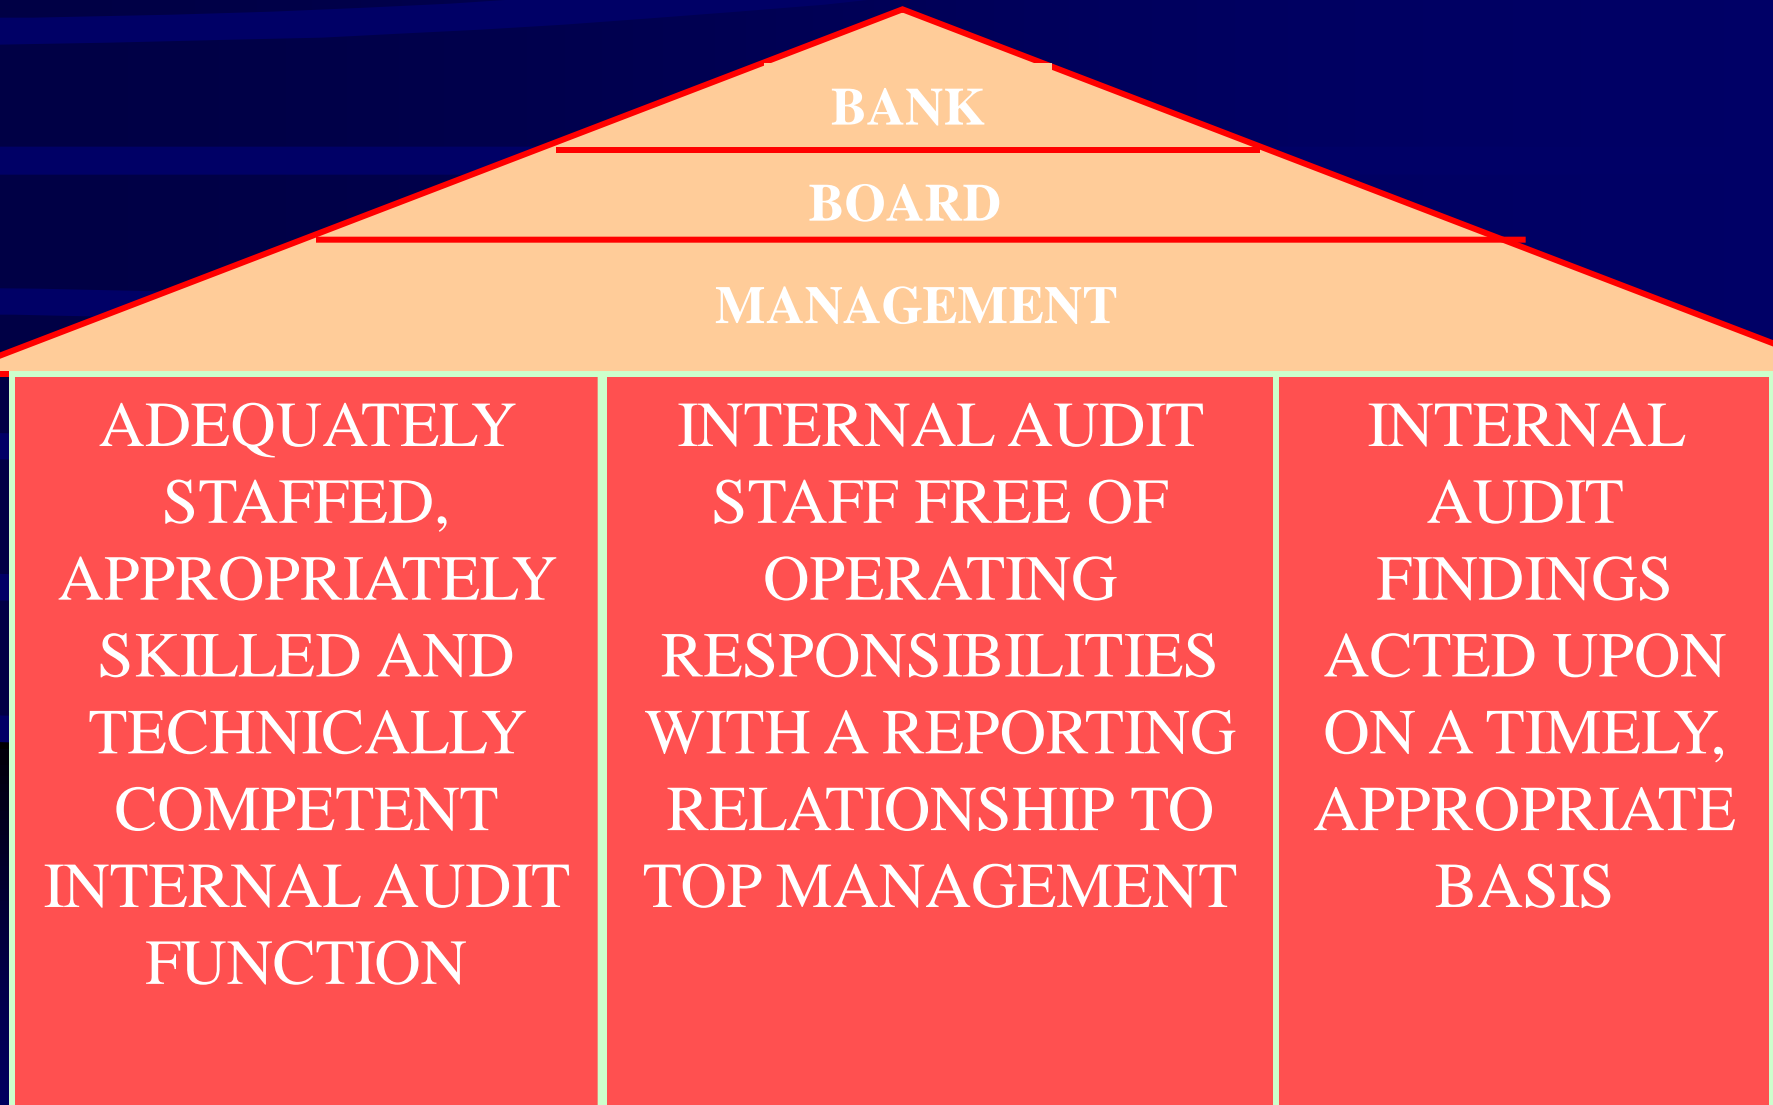 BANK
BOARD
MANAGEMENT
ADEQUATELY
STAFFED,
APPROPRIATELY
SKILLED AND
TECHNICALLY
COMPETENT
INTERNAL AUDIT
FUNCTION
INTERNAL AUDIT
STAFF FREE OF
OPERATING
RESPONSIBILITIES
WITH A REPORTING
RELATIONSHIP TO
TOP MANAGEMENT
INTERNAL
AUDIT
FINDINGS
ACTED UPON
ON A TIMELY,
APPROPRIATE
BASIS